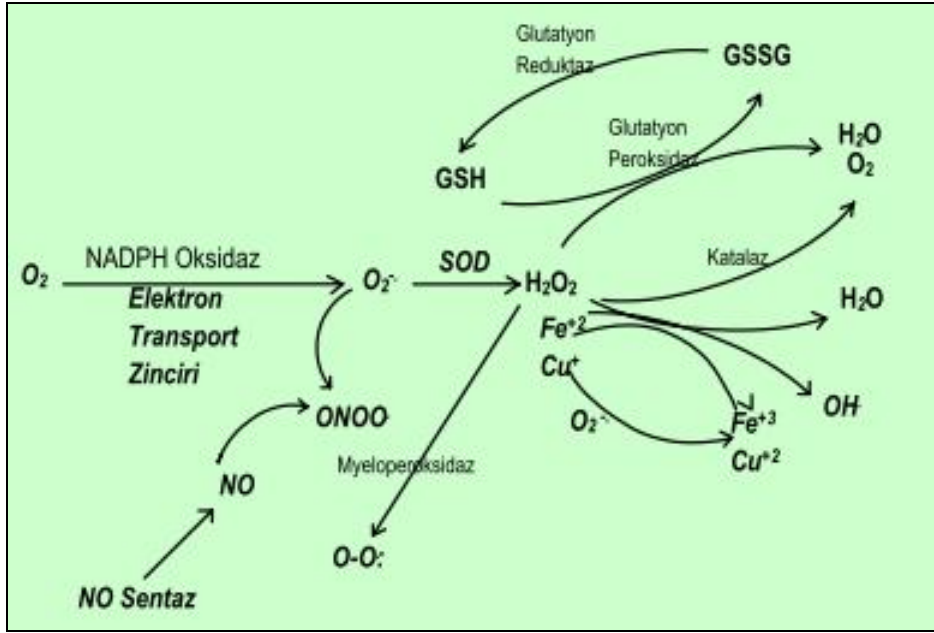 Glutatyon
Reduktaz
GSSG
Glutatyon
Peroksidaz
H₂O
O₂
GSH
O₂
NADPH Oksidaz
Elektron
Transport
Zinciri
O₂⁻·
SOD
H₂O₂
Katalaz
H₂O
Fe⁺²
Cu⁺
O₂⁻·
OH·
Fe⁺³
Cu⁺²
ONOO·
Myeloperoksidaz
NO
O-O:
NO Sentaz